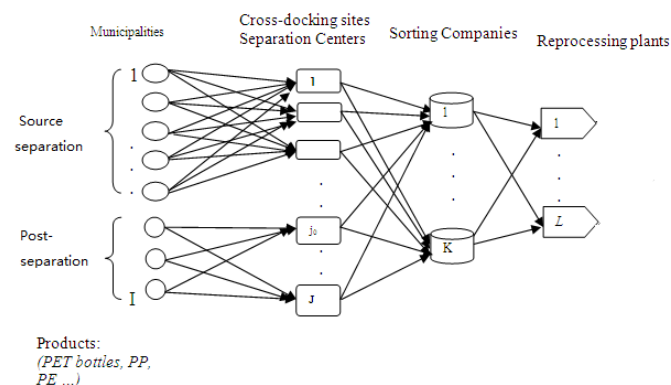 Municipalities
Cross-docking sites
Separation Centers
Sorting Companies
Reprocessing plants
Source
separation
Post-
separation
1
I
1
j₀
J
1
K
1
L
Products:
(PET bottles, PP,
PE ...)